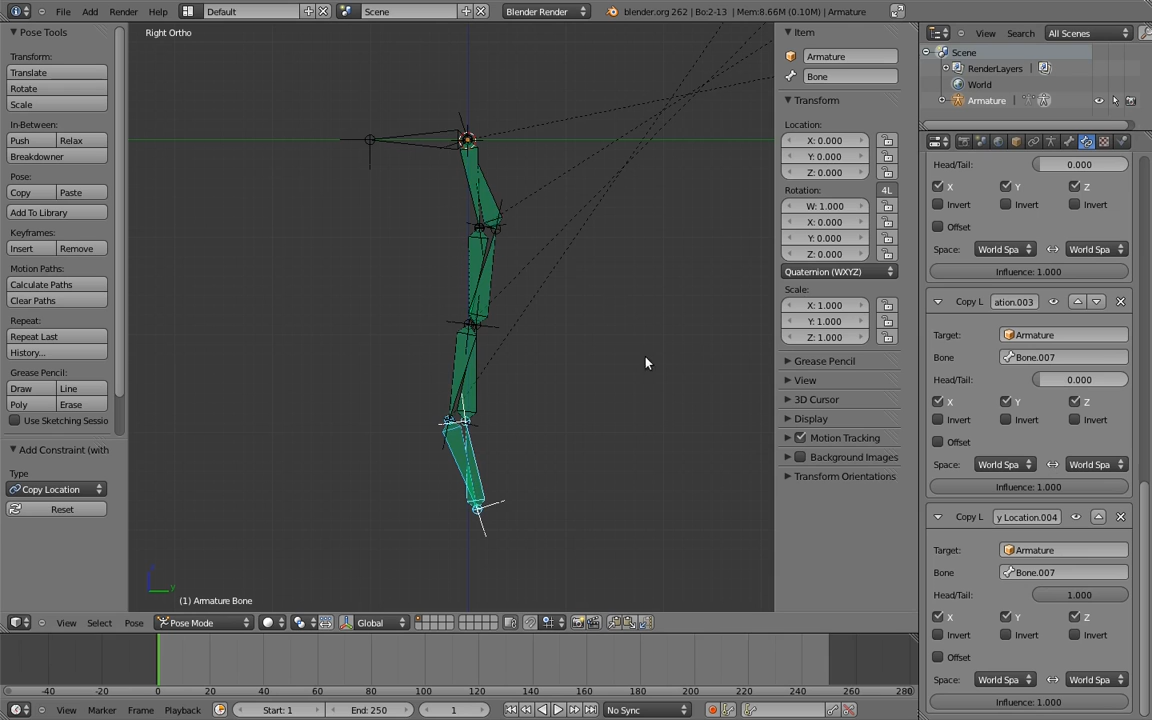 File
Add
Render
Help
Default
Scene
Blender Render
blender.org 262 | Bo:2-13 | Mem:8.66M (0.10M) | Armature
Pose Tools
Transform:
Translate
Rotate
Scale
In-Between:
Push
Relax
Breakdowner
Pose:
Copy
Paste
Add To Library
Keyframes:
Insert
Remove
Motion Paths:
Calculate Paths
Clear Paths
Repeat:
Repeat Last
History...
Grease Pencil:
Draw
Line
Poly
Erase
Use Sketching Sessio
Add Constraint (with
Type
Copy Location
Reset
Right Ortho
z
y
(1) Armature Bone
Item
Armature
Bone
Transform
Location:
X: 0.000
Y: 0.000
Z: 0.000
Rotation:
4L
W: 1.000
X: 0.000
Y: 0.000
Z: 0.000
Quaternion (WXYZ)
Scale:
X: 1.000
Y: 1.000
Z: 1.000
Grease Pencil
View
3D Cursor
Display
Motion Tracking
Background Images
Transform Orientations
View
Search
All Scenes
Scene
RenderLayers
World
Armature
Head/Tail:
0.000
X
Y
Z
Invert
Invert
Invert
Offset
Space:
World Spa
World Spa
Influence: 1.000
Copy L
ation.003
Target:
Armature
Bone
Bone.007
Head/Tail:
0.000
X
Y
Z
Invert
Invert
Invert
Offset
Space:
World Spa
World Spa
Influence: 1.000
Copy L
y Location.004
Target:
Armature
Bone
Bone.007
Head/Tail:
1.000
X
Y
Z
Invert
Invert
Invert
Offset
Space:
World Spa
World Spa
Influence: 1.000
View
Select
Pose
Pose Mode
Global
-40
-20
0
20
40
60
80
100
120
140
160
180
200
220
240
260
280
View
Marker
Frame
Playback
Start: 1
End: 250
1
No Sync